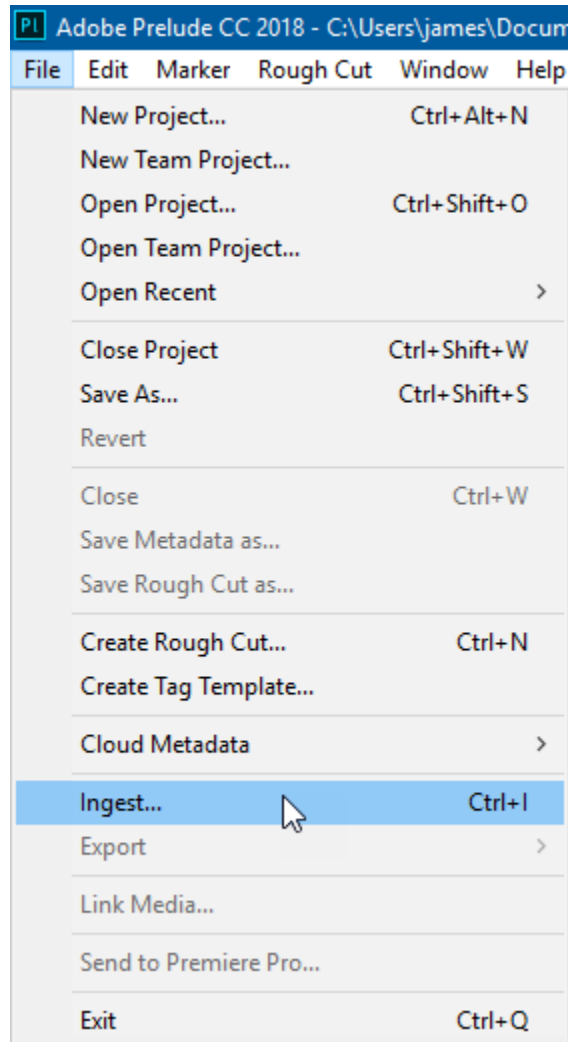 Pl Adobe Prelude CC 2018 - C:\Users\james\Docum
File Edit Marker Rough Cut Window Help
New Project... Ctrl+Alt+N
New Team Project...
Open Project... Ctrl+Shift+O
Open Team Project...
Open Recent >
Close Project Ctrl+Shift+W
Save As... Ctrl+Shift+S
Revert
Close Ctrl+W
Save Metadata as...
Save Rough Cut as...
Create Rough Cut... Ctrl+N
Create Tag Template...
Cloud Metadata >
Ingest... Ctrl+I
Export >
Link Media...
Send to Premiere Pro...
Exit Ctrl+Q